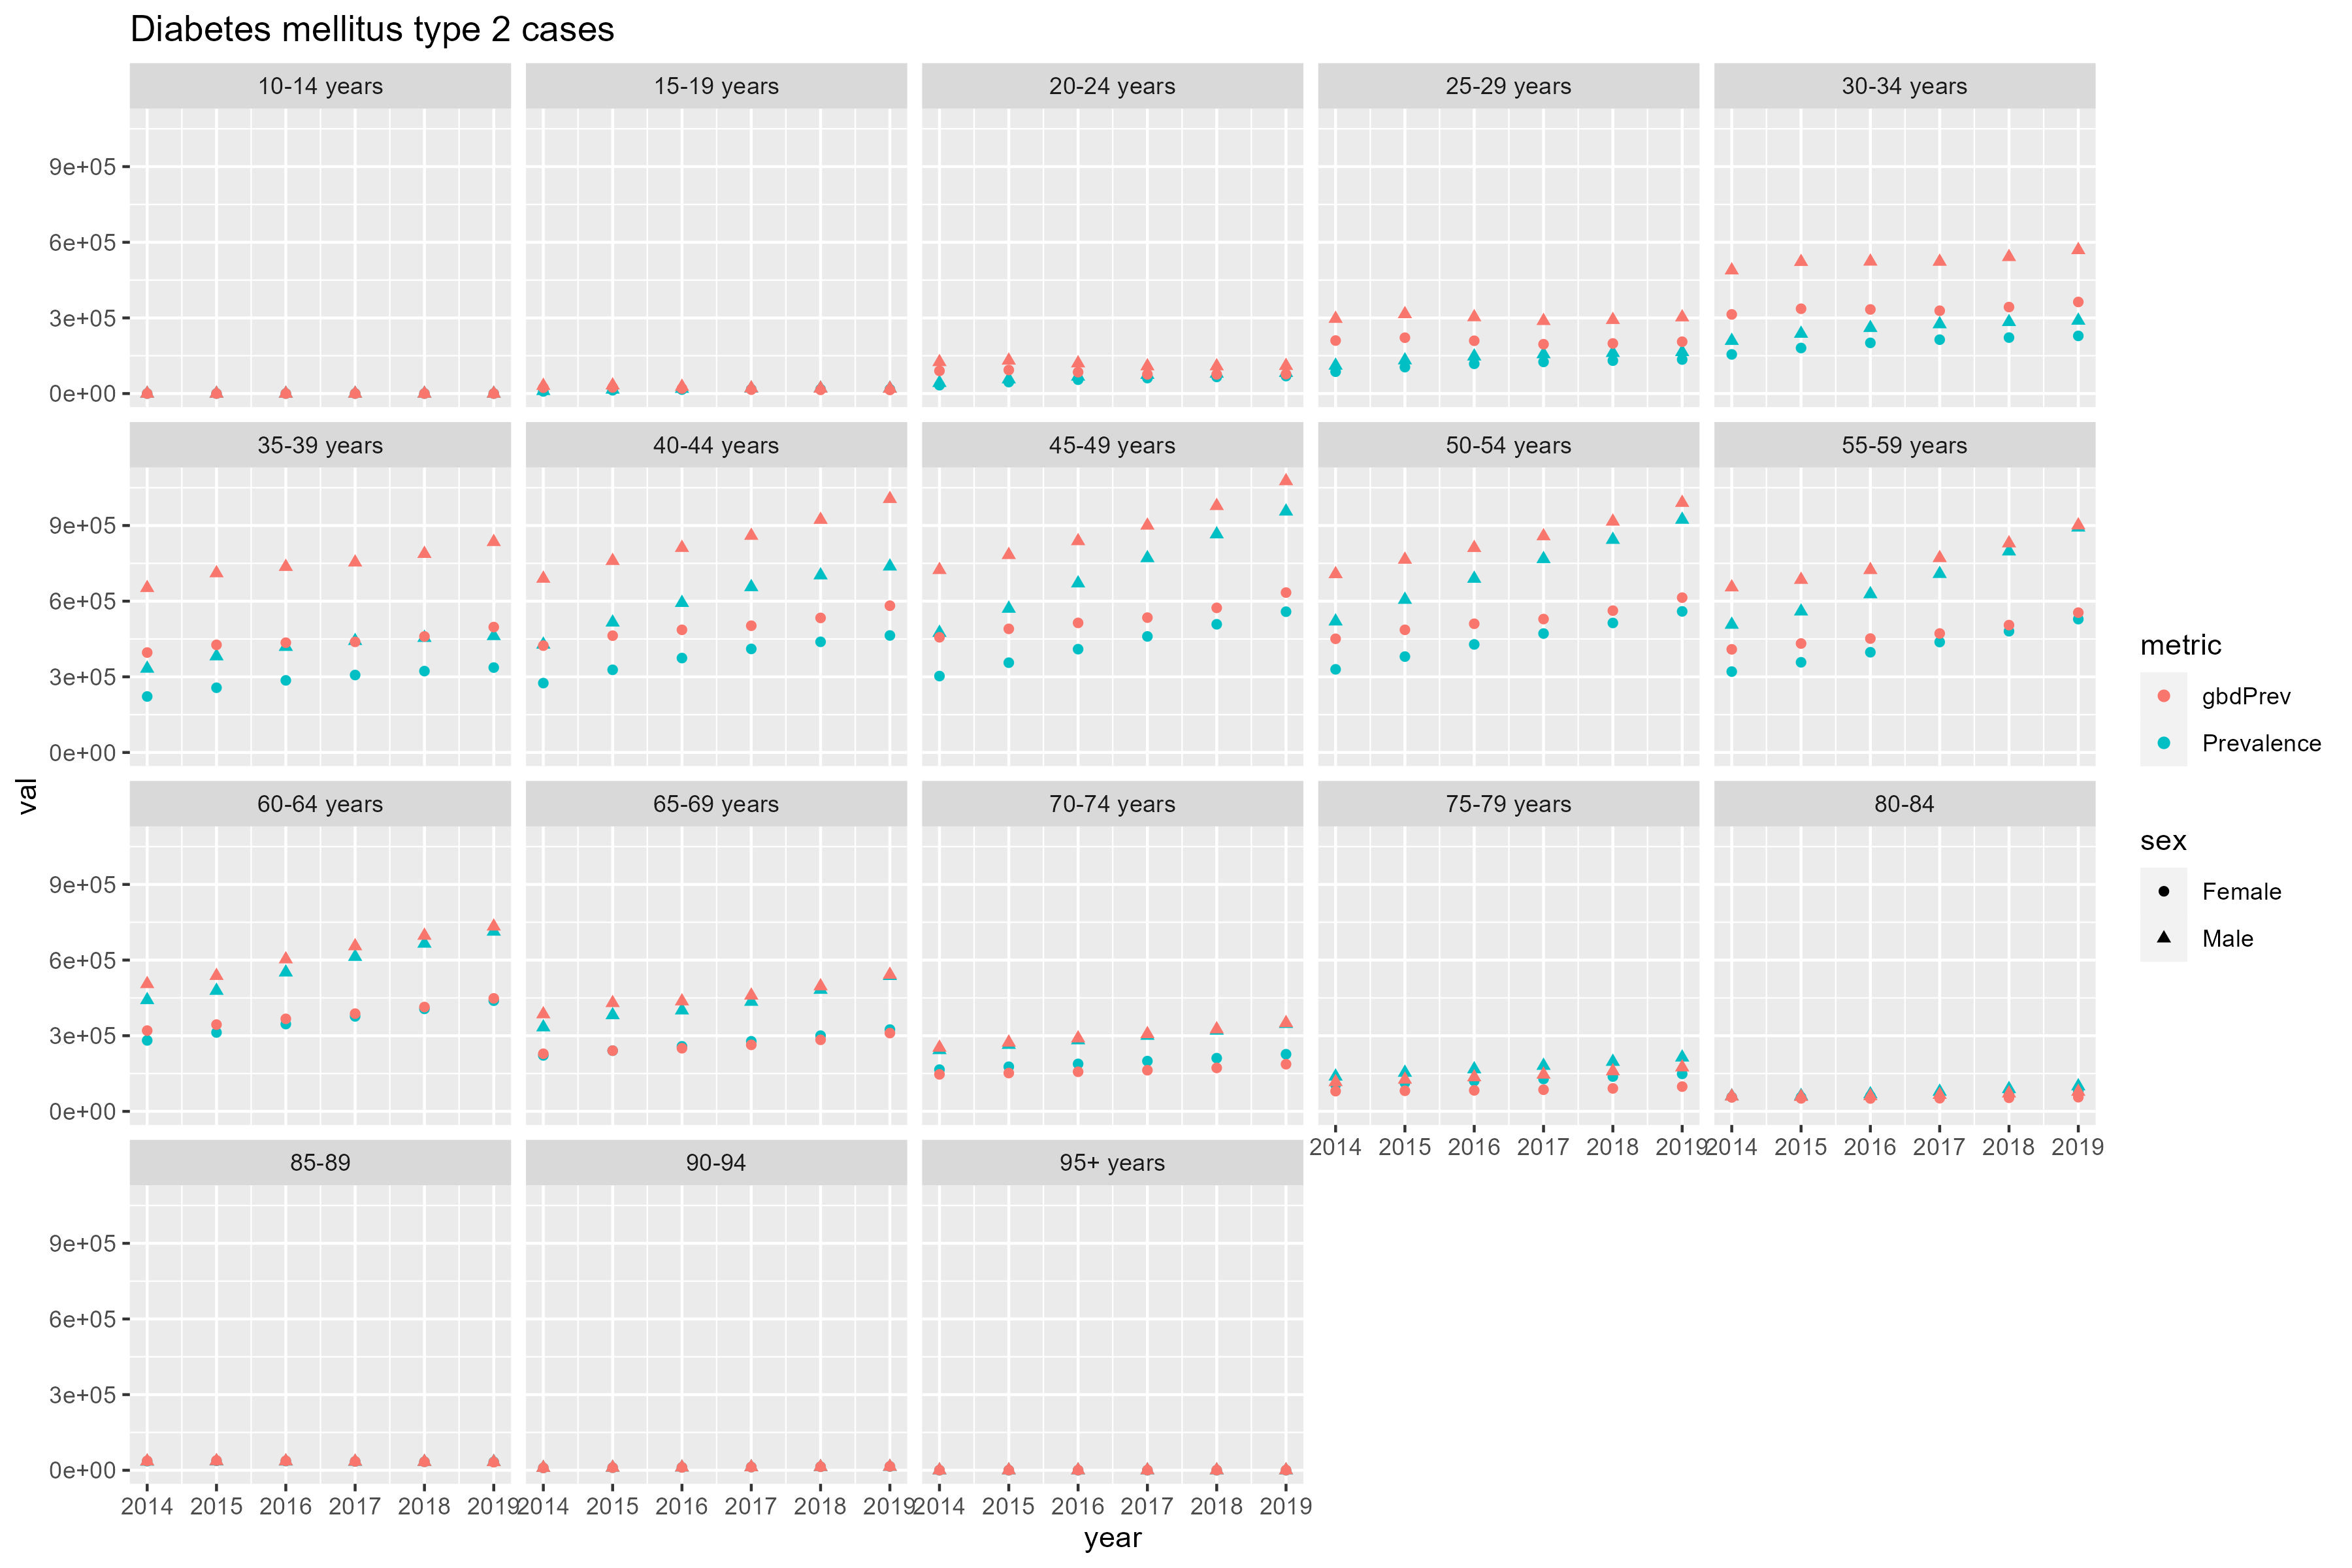 Diabetes mellitus type 2 cases
10-14 years 15-19 years 20-24 years 25-29 years 30-34 years
9e+05
6e+05
3e+05
0e+00
35-39 years 40-44 years 45-49 years 50-54 years 55-59 years
9e+05
6e+05
3e+05
0e+00
60-64 years 65-69 years 70-74 years 75-79 years 80-84
9e+05
6e+05
3e+05
0e+00
2014 2015 2016 2017 2018 2019 2014 2015 2016 2017 2018 2019
85-89 90-94 95+ years
9e+05
6e+05
3e+05
0e+00
2014 2015 2016 2017 2018 2019 2014 2015 2016 2017 2018 2019 2014 2015 2016 2017 2018 2019
year
val
metric
gbdPrev
Prevalence
sex
Female
Male